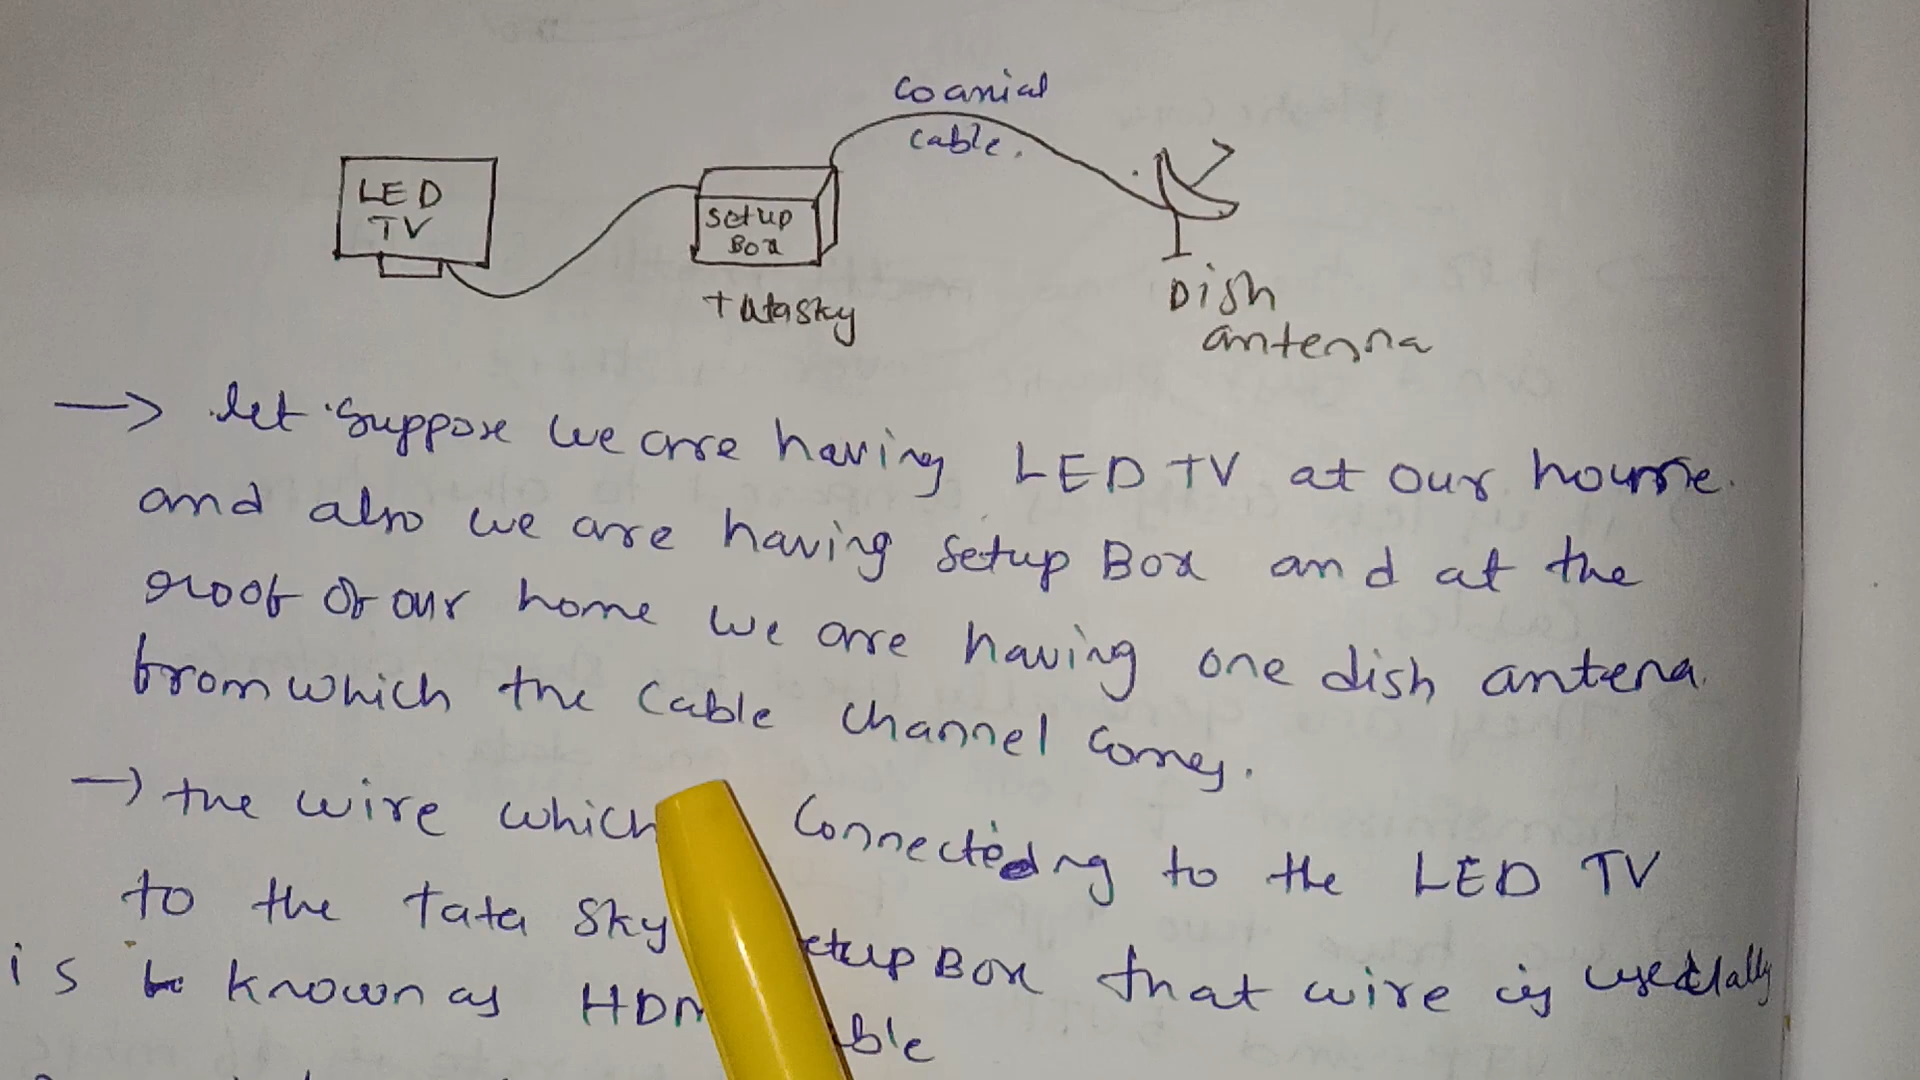 coaxial
cable.
LED
TV
setup
Box
tatasky
Dish
antenna
→ let suppose we are having LED TV at our house.
and also we are having setup Box and at the
roof of our home we are having one dish antena.
from which the cable channel comes.
→ the wire which connecting to the LED TV
to the tata sky etup Box that wire is usually
is known as HDM ble